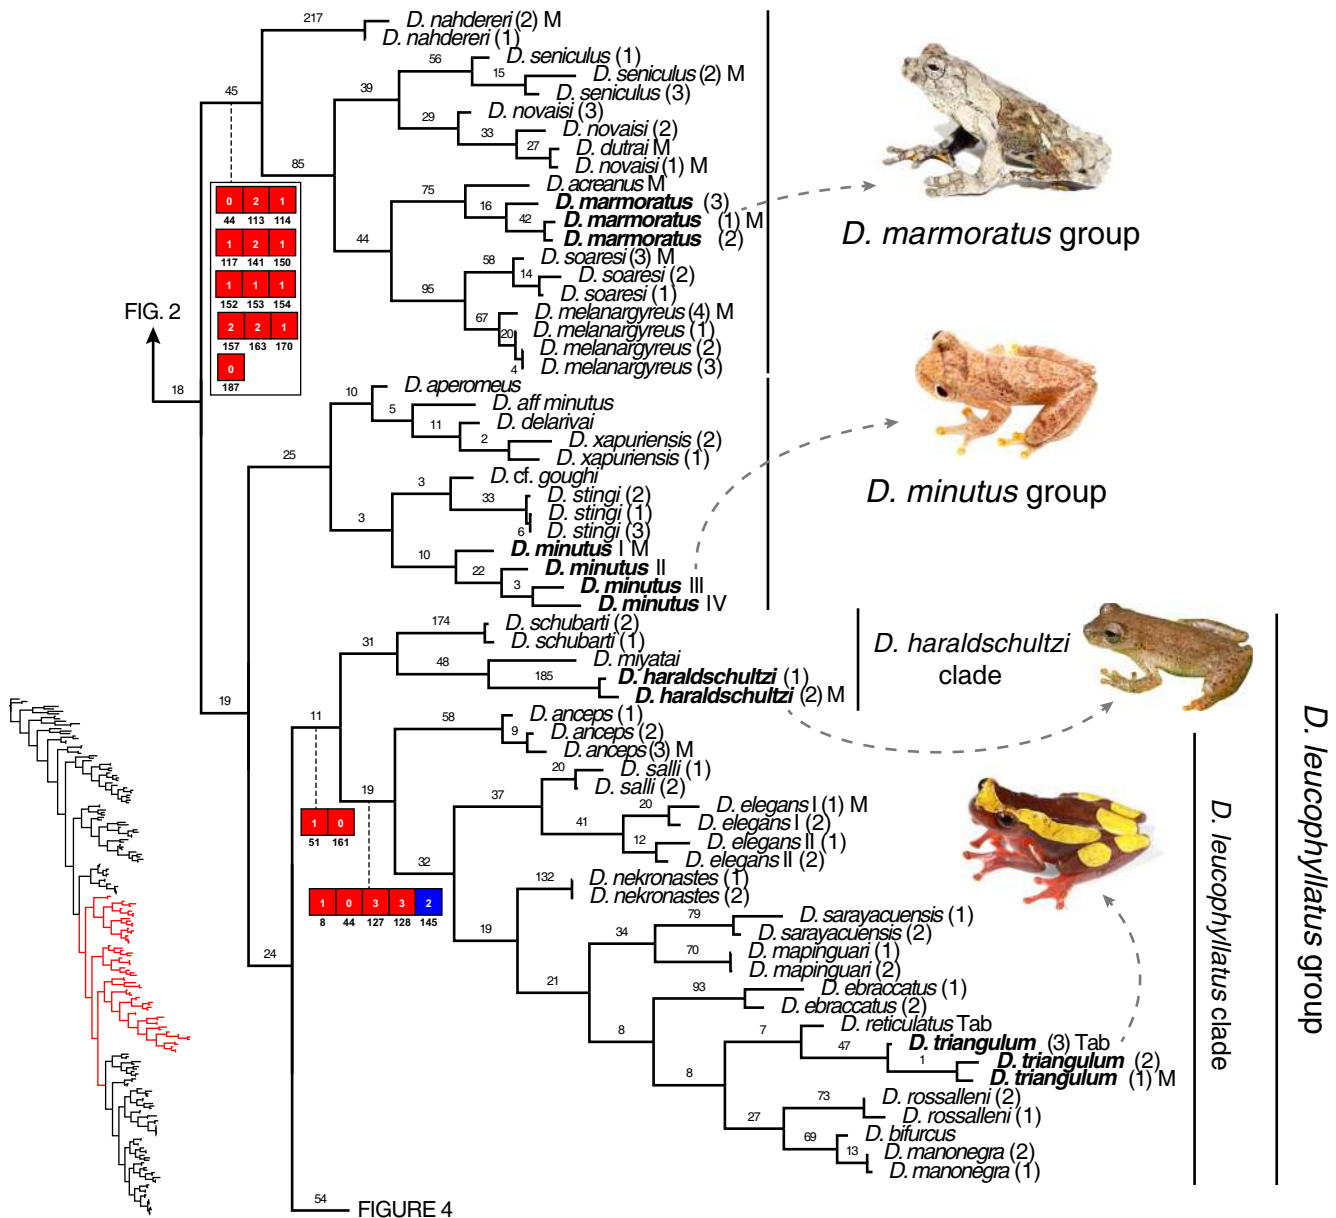 217
D. nahdereri (2) M
D. nahdereri (1)
56
D. seniculus (1)
15
D. seniculus (2) M
D. seniculus (3)
45
39
D. novaisi (3)
29
33
D. novaisi (2)
27
D. dutrai M
D. novaisi (1) M
85
75
D. acreanus M
16
D. marmoratus (3)
42
D. marmoratus (1) M
D. marmoratus (2)
D. marmoratus group
44
58
D. soaresi (3) M
14
D. soaresi (2)
D. soaresi (1)
95
67
D. melanargyreus (4) M
20
D. melanargyreus (1)
D. melanargyreus (2)
4
D. melanargyreus (3)
0 2 1
44 113 114
1 2 1
117 141 150
1 1 1
152 153 154
2 2 1
157 163 170
0
187
FIG. 2
18
10
D. aperomeus
5
D. aff minutus
11
D. delarivai
2
D. xapuriensis (2)
D. xapuriensis (1)
25
3
D. cf. goughi
33
D. stingi (2)
D. stingi (1)
6
D. stingi (3)
3
10
D. minutus I M
22
D. minutus II
3
D. minutus III
D. minutus IV
D. minutus group
19
174
D. schubarti (2)
D. schubarti (1)
31
48
D. miyatai
185
D. haraldschultzi (1)
D. haraldschultzi (2) M
D. haraldschultzi
clade
11
58
D. anceps (1)
9
D. anceps (2)
D. anceps (3) M
19
20
D. salli (1)
D. salli (2)
37
20
D. elegans I (1) M
41
D. elegans I (2)
12
D. elegans II (1)
D. elegans II (2)
1 0
51 161
32
132
D. nekronastes (1)
D. nekronastes (2)
1 0 3 3 2
8 44 127 128 145
19
79
D. sarayacuensis (1)
34
D. sarayacuensis (2)
70
D. mapinguari (1)
D. mapinguari (2)
24
21
93
D. ebraccatus (1)
D. ebraccatus (2)
8
7
D. reticulatus Tab
47
D. triangulum (3) Tab
1
D. triangulum (2)
D. triangulum (1) M
8
73
D. rossalleni (2)
D. rossalleni (1)
27
69
D. bifurcus
13
D. manonegra (2)
D. manonegra (1)
D. leucophyllatus clade
D. leucophyllatus group
54
FIGURE 4